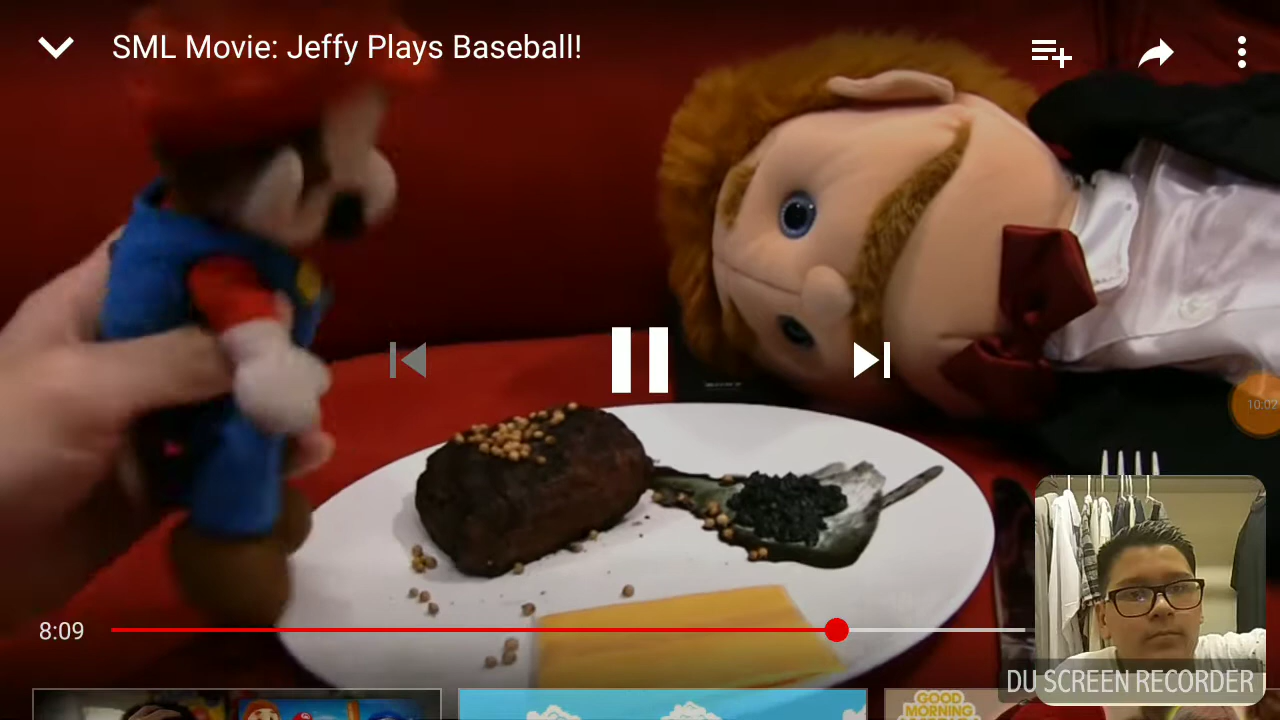 SML Movie: Jeffy Plays Baseball!
10:02
8:09
DU SCREEN RECORDER
GOOD
MORNING